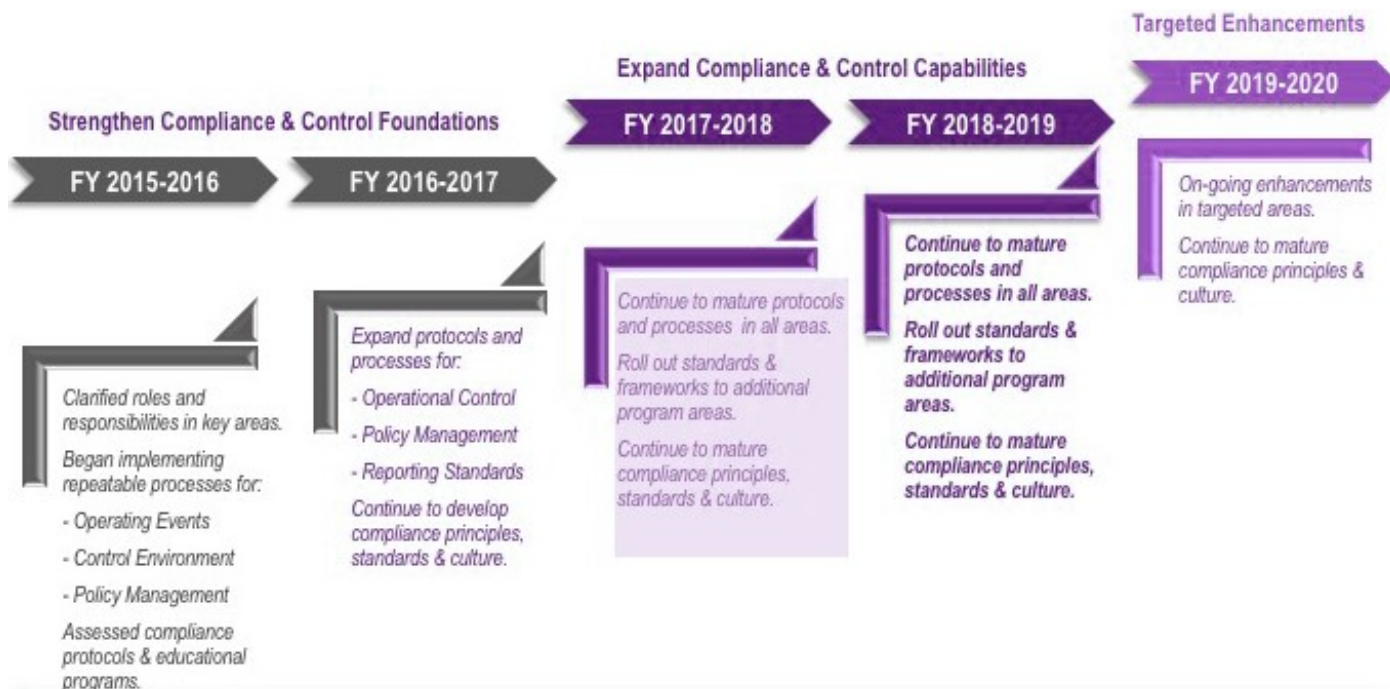 Strengthen Compliance & Control Foundations
FY 2015-2016
Clarified roles and
responsibilities in key areas.
Began implementing
repeatable processes for:
- Operating Events
- Control Environment
- Policy Management
Assessed compliance
protocols & educational
programs.
FY 2016-2017
Expand protocols and
processes for:
- Operational Control
- Policy Management
- Reporting Standards
Continue to develop
compliance principles,
standards & culture.
Expand Compliance & Control Capabilities
FY 2017-2018
Continue to mature protocols
and processes in all areas.
Roll out standards &
frameworks to additional
program areas.
Continue to mature
compliance principles,
standards & culture.
FY 2018-2019
Continue to mature
protocols and
processes in all areas.
Roll out standards &
frameworks to
additional program
areas.
Continue to mature
compliance principles,
standards & culture.
Targeted Enhancements
FY 2019-2020
On-going enhancements
in targeted areas.
Continue to mature
compliance principles &
culture.